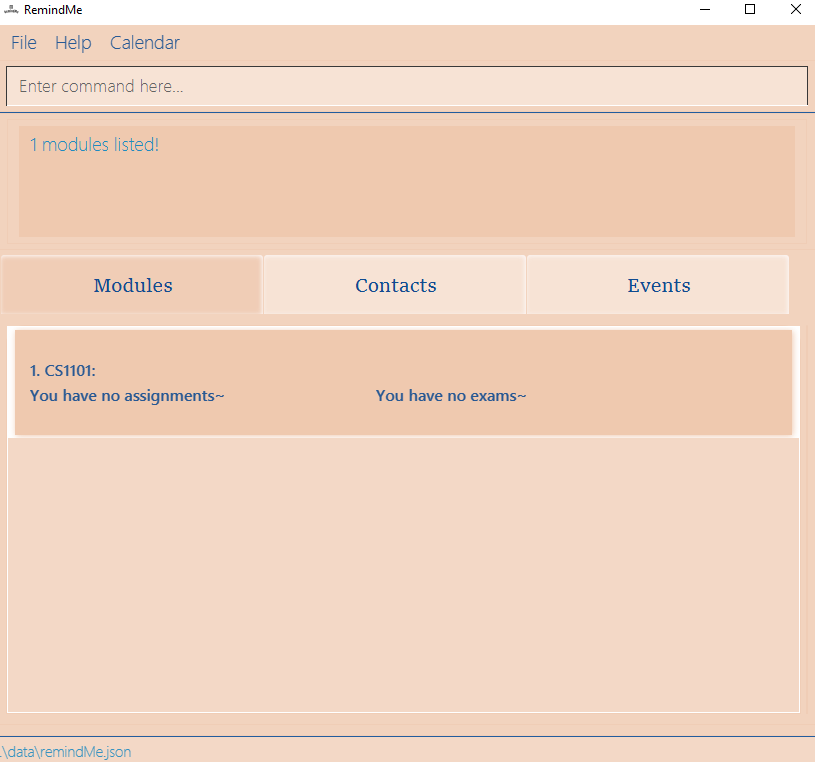 RemindMe
File Help Calendar
Enter command here...
1 modules listed!
Modules Contacts Events
1. CS1101:
You have no assignments~ You have no exams~
.\data\remindMe.json